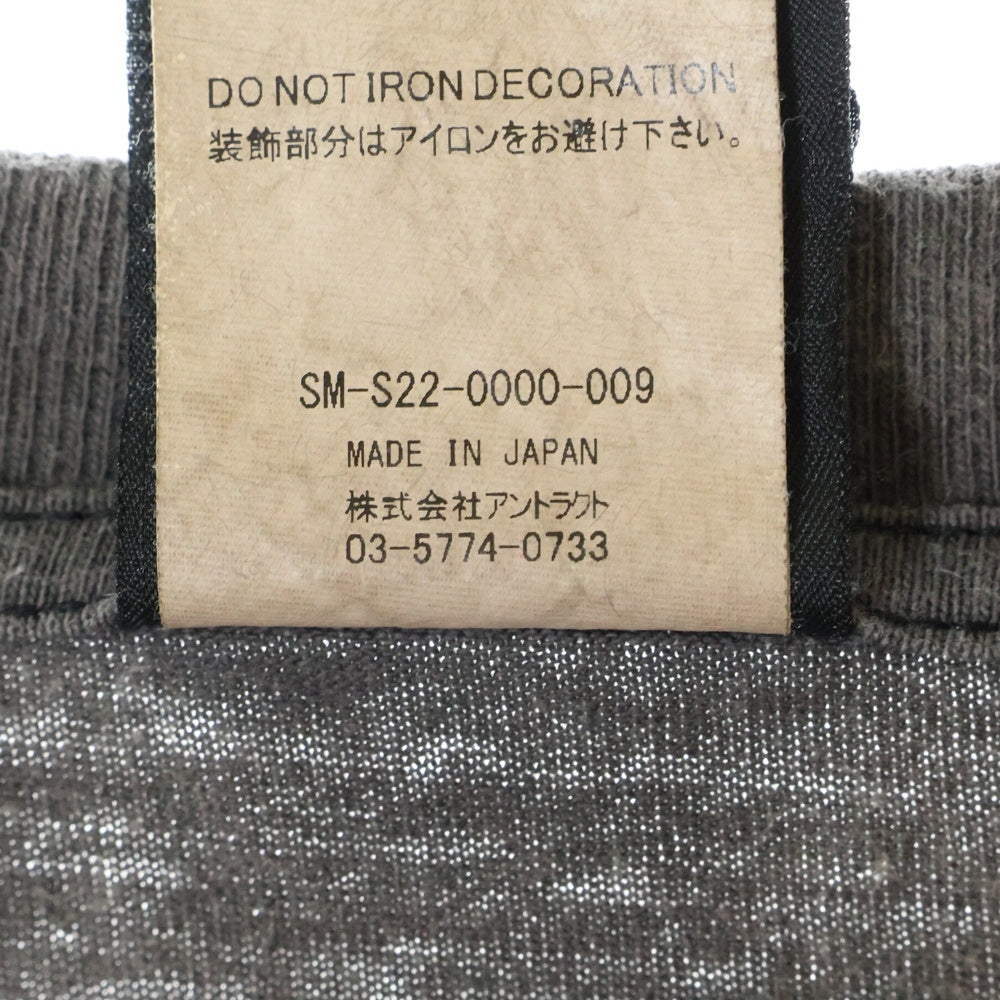 DO NOT IRON DECORATION
装飾部分はアイロンをお避け下さい。
SM-S22-0000-009
MADE IN JAPAN
株式会社アントラクト
03-5774-0733